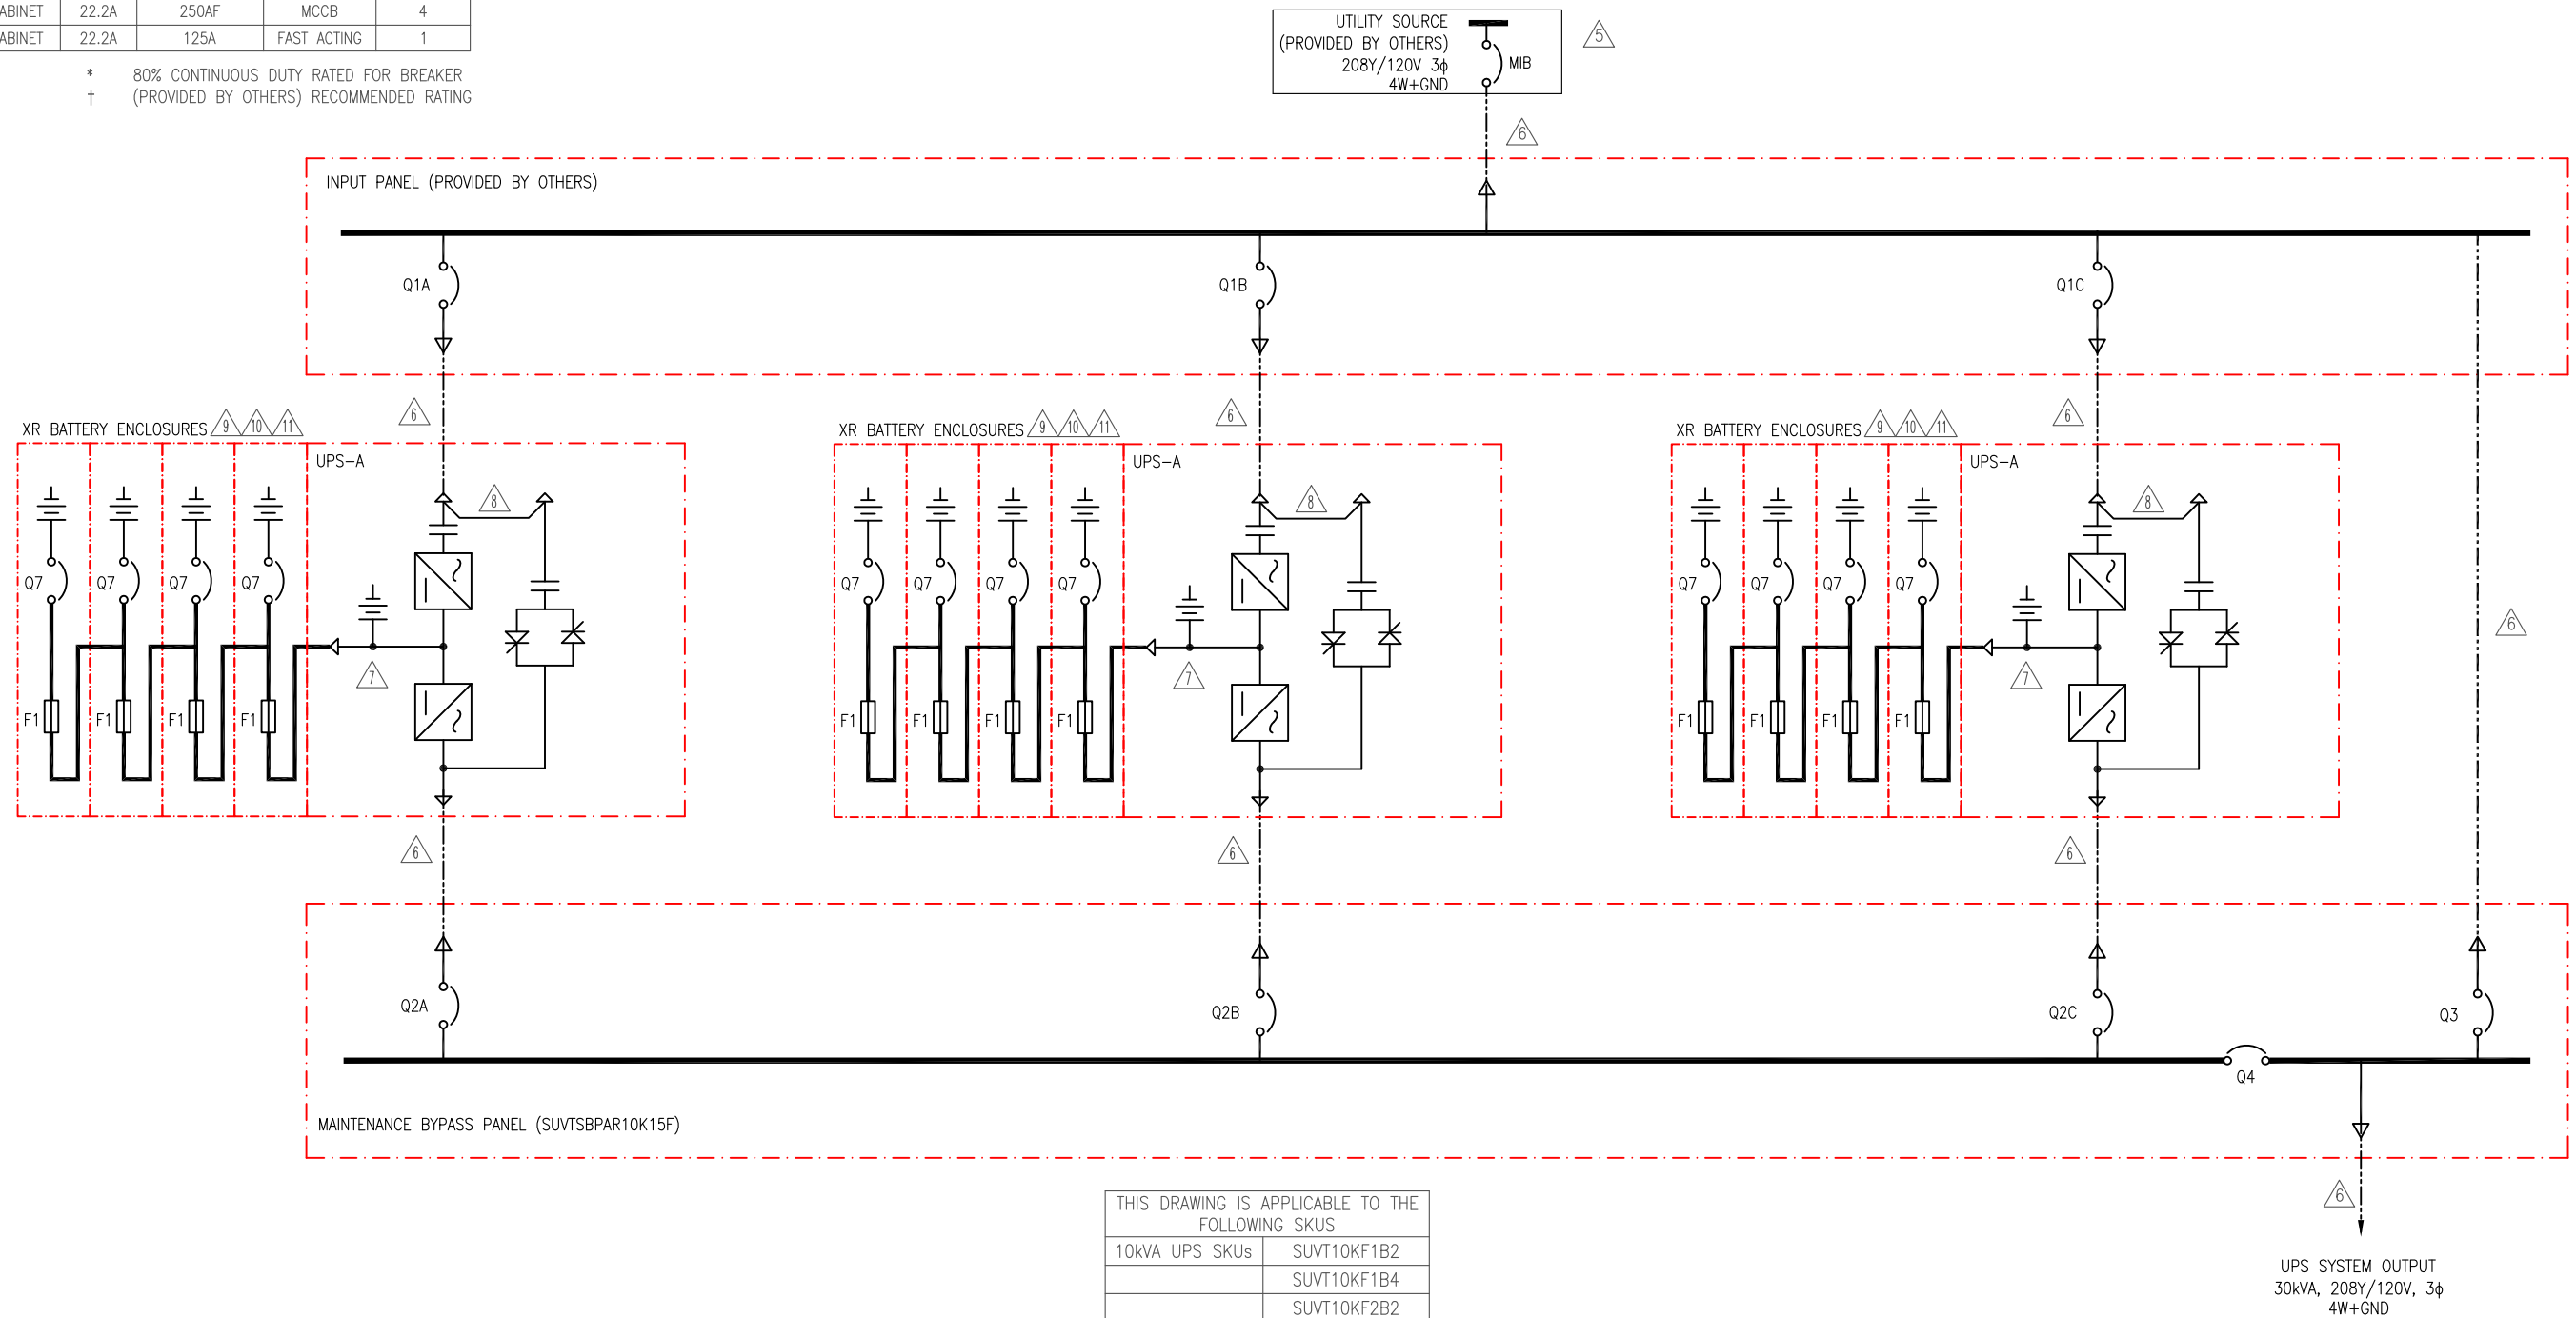 ABINET 22.2A 250AF MCCB 4
ABINET 22.2A 125A FAST ACTING 1
* 80% CONTINUOUS DUTY RATED FOR BREAKER
† (PROVIDED BY OTHERS) RECOMMENDED RATING
UTILITY SOURCE
(PROVIDED BY OTHERS)
208Y/120V 3ϕ
4W+GND
MIB
5
6
INPUT PANEL (PROVIDED BY OTHERS)
Q1A
Q1B
Q1C
6
6
6
XR BATTERY ENCLOSURES 9 10 11
XR BATTERY ENCLOSURES 9 10 11
XR BATTERY ENCLOSURES 9 10 11
UPS-A
UPS-A
UPS-A
8
8
8
Q7 Q7 Q7 Q7
Q7 Q7 Q7 Q7
Q7 Q7 Q7 Q7
6
7
7
7
F1 F1 F1 F1
F1 F1 F1 F1
F1 F1 F1 F1
6
6
6
Q2A
Q2B
Q2C
Q3
Q4
MAINTENANCE BYPASS PANEL (SUVTSBPAR10K15F)
6
THIS DRAWING IS APPLICABLE TO THE
FOLLOWING SKUS
10kVA UPS SKUs SUVT10KF1B2
SUVT10KF1B4
SUVT10KF2B2
UPS SYSTEM OUTPUT
30kVA, 208Y/120V, 3ϕ
4W+GND